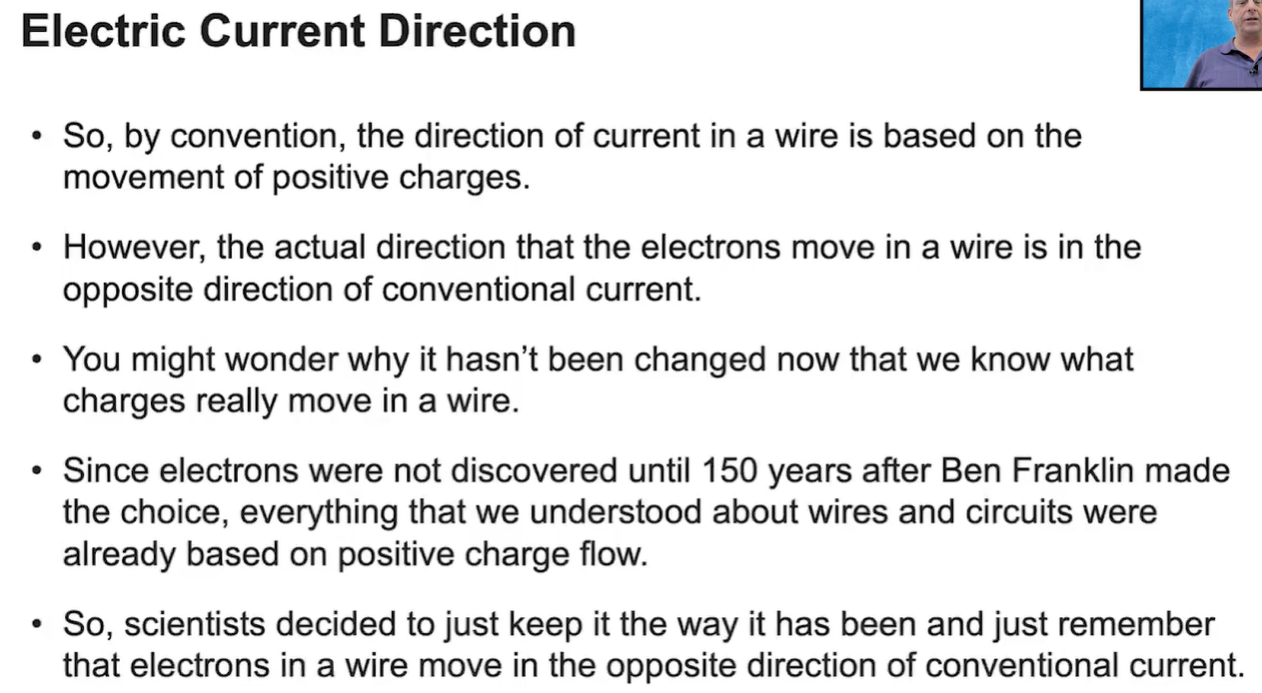 Electric Current Direction
• So, by convention, the direction of current in a wire is based on the
movement of positive charges.
• However, the actual direction that the electrons move in a wire is in the
opposite direction of conventional current.
• You might wonder why it hasn’t been changed now that we know what
charges really move in a wire.
• Since electrons were not discovered until 150 years after Ben Franklin made
the choice, everything that we understood about wires and circuits were
already based on positive charge flow.
• So, scientists decided to just keep it the way it has been and just remember
that electrons in a wire move in the opposite direction of conventional current.